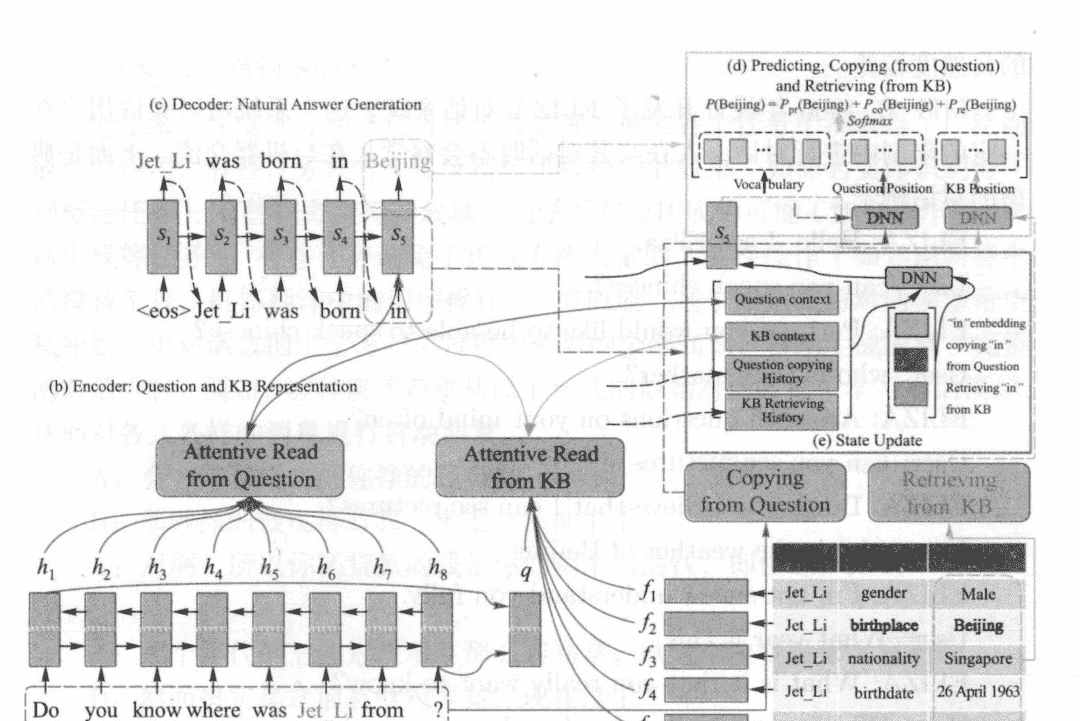 (d) Predicting, Copying (from Question)
and Retrieving (from KB)
P(Beijing) = Ppr(Beijing) + Pco(Beijing) + Pre(Beijing)
Softmax
Vocabulary
Question Position
KB Position
DNN
DNN
(c) Decoder: Natural Answer Generation
Jet_Li was born in Beijing
S1 S2 S3 S4 S5
<eos> Jet Li was born in
S5
DNN
Question context
KB context
Question copying
History
KB Retrieving
History
"in" embedding
copying "in"
from Question
retrieving "in"
from KB
(e) State Update
(b) Encoder: Question and KB Representation
Attentive Read
from Question
Attentive Read
from KB
Copying
from Question
Retrieving
from KB
h1 h2 h3 h4 h5 h6 h7 h8 q
f1 Jet_Li gender Male
f2 Jet_Li birthplace Beijing
f3 Jet_Li nationality Singapore
f4 Jet_Li birthdate 26 April 1963
Do you know where was Jet Li from ?